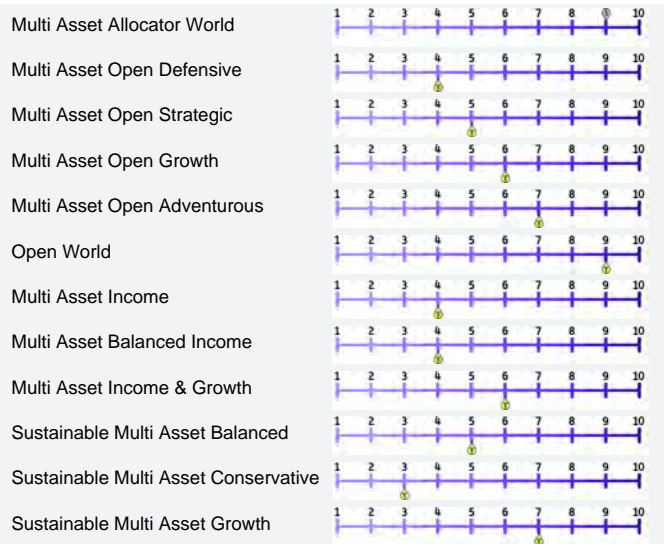 Multi Asset Allocator World
1 2 3 4 5 6 7 8 10
Multi Asset Open Defensive
1 2 3 4 5 6 7 8 9 10
Multi Asset Open Strategic
1 2 3 4 5 6 7 8 9 10
Multi Asset Open Growth
1 2 3 4 5 6 7 8 9 10
Multi Asset Open Adventurous
1 2 3 4 5 6 7 8 9 10
Open World
1 2 3 4 5 6 7 8 9 10
Multi Asset Income
1 2 3 4 5 6 7 8 9 10
Multi Asset Balanced Income
1 2 3 4 5 6 7 8 9 10
Multi Asset Income & Growth
1 2 3 4 5 6 7 8 9 10
Sustainable Multi Asset Balanced
1 2 3 4 5 6 7 8 9 10
Sustainable Multi Asset Conservative
1 2 3 4 5 6 7 8 9 10
Sustainable Multi Asset Growth
1 2 3 4 5 6 7 8 9 10